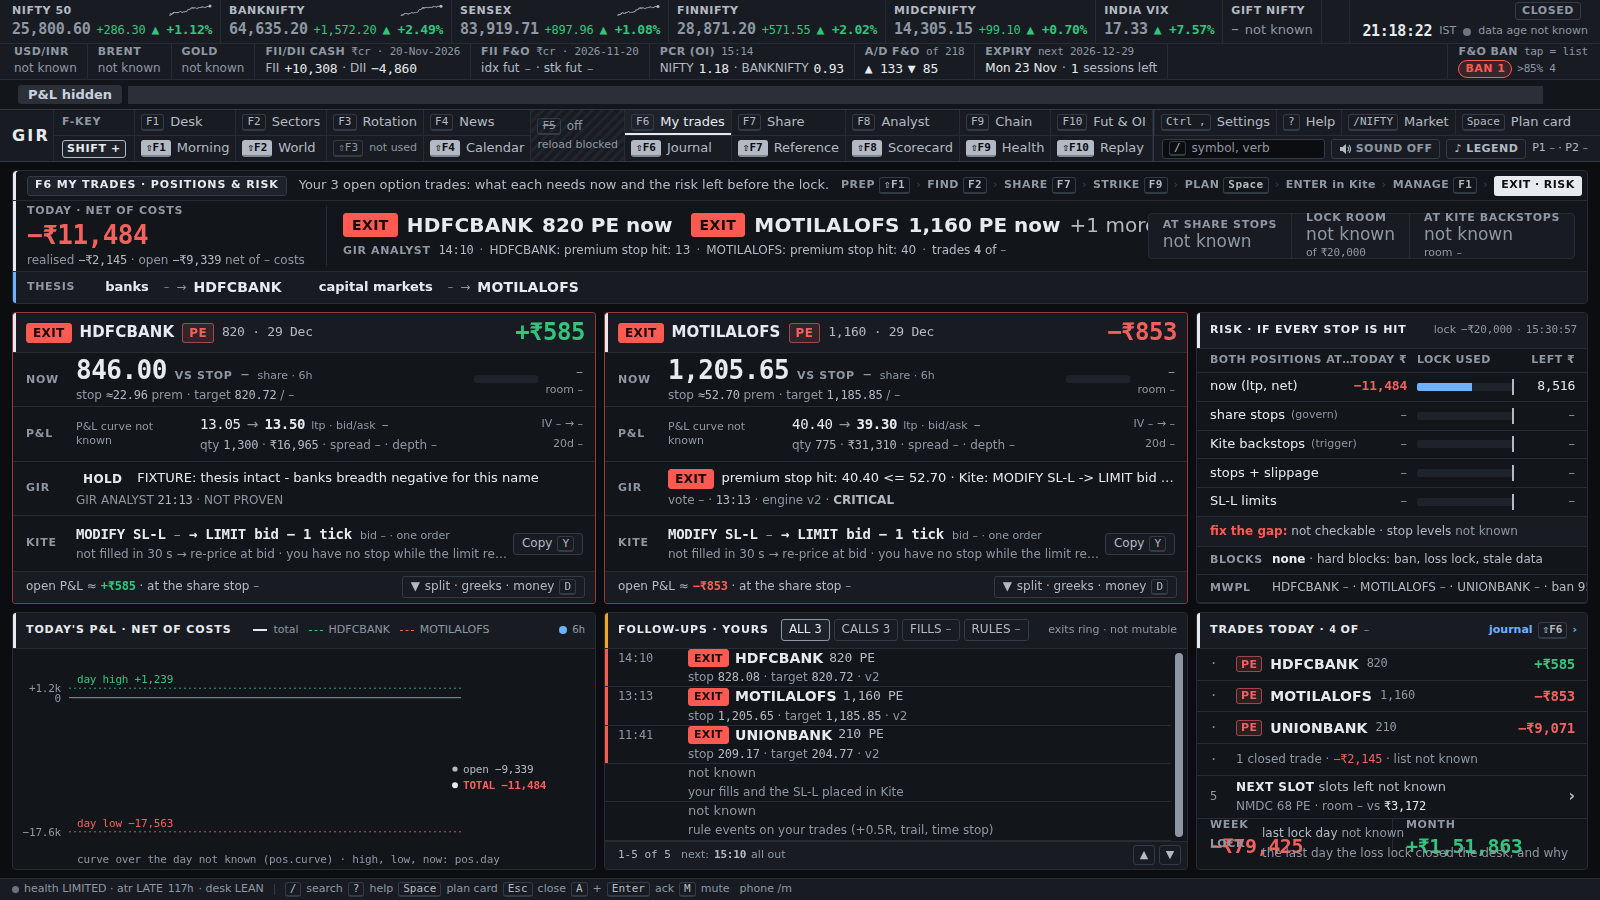 NIFTY 50
25,800.60 +286.30 ▲ +1.12%
BANKNIFTY
64,635.20 +1,572.20 ▲ +2.49%
SENSEX
83,919.71 +897.96 ▲ +1.08%
FINNIFTY
28,871.20 +571.55 ▲ +2.02%
MIDCPNIFTY
14,305.15 +99.10 ▲ +0.70%
INDIA VIX
17.33 ▲ +7.57%
GIFT NIFTY
– not known
CLOSED
21:18:22 IST ● data age not known
USD/INR
not known
BRENT
not known
GOLD
not known
FII/DII CASH ₹cr · 20-Nov-2026
FII +10,308 · DII −4,860
FII F&O ₹cr · 2026-11-20
idx fut – · stk fut –
PCR (OI) 15:14
NIFTY 1.18 · BANKNIFTY 0.93
A/D F&O of 218
▲ 133 ▼ 85
EXPIRY next 2026-12-29
Mon 23 Nov · 1 sessions left
F&O BAN tap = list
BAN 1 >85% 4
P&L hidden
GIR
F-KEY
F1 Desk
F2 Sectors
F3 Rotation
F4 News
F5 off
reload blocked
F6 My trades
F7 Share
F8 Analyst
F9 Chain
F10 Fut & OI
Ctrl , Settings
? Help
/NIFTY Market
Space Plan card
SHIFT +
⇧F1 Morning
⇧F2 World
⇧F3 not used
⇧F4 Calendar
⇧F6 Journal
⇧F7 Reference
⇧F8 Scorecard
⇧F9 Health
⇧F10 Replay
/ symbol, verb
SOUND OFF
♪ LEGEND
P1 – · P2 –
F6 MY TRADES · POSITIONS & RISK
Your 3 open option trades: what each needs now and the risk left before the lock.
PREP ⇧F1 › FIND F2 › SHARE F7 › STRIKE F9 › PLAN Space › ENTER in Kite › MANAGE F1 › EXIT · RISK
TODAY · NET OF COSTS
−₹11,484
realised −₹2,145 · open −₹9,339 net of – costs
EXIT HDFCBANK 820 PE now EXIT MOTILALOFS 1,160 PE now +1 more
GIR ANALYST 14:10 · HDFCBANK: premium stop hit: 13 · MOTILALOFS: premium stop hit: 40 · trades 4 of –
AT SHARE STOPS
not known
LOCK ROOM
not known
of ₹20,000
AT KITE BACKSTOPS
not known
room –
THESIS banks – → HDFCBANK capital markets – → MOTILALOFS
EXIT HDFCBANK PE 820 · 29 Dec +₹585
NOW 846.00 VS STOP – share · 6h –
stop ≈22.96 prem · target 820.72 / – room –
P&L P&L curve not known
13.05 → 13.50 ltp · bid/ask – IV – → –
qty 1,300 · ₹16,965 · spread – · depth – 20d –
GIR HOLD FIXTURE: thesis intact - banks breadth negative for this name
GIR ANALYST 21:13 · NOT PROVEN
KITE MODIFY SL-L – → LIMIT bid − 1 tick bid – · one order
not filled in 30 s → re-price at bid · you have no stop while the limit re…
Copy Y
open P&L ≈ +₹585 · at the share stop –
▼ split · greeks · money D
EXIT MOTILALOFS PE 1,160 · 29 Dec −₹853
NOW 1,205.65 VS STOP – share · 6h –
stop ≈52.70 prem · target 1,185.85 / – room –
P&L P&L curve not known
40.40 → 39.30 ltp · bid/ask – IV – → –
qty 775 · ₹31,310 · spread – · depth – 20d –
GIR EXIT premium stop hit: 40.40 <= 52.70 · Kite: MODIFY SL-L -> LIMIT bid …
vote – · 13:13 · engine v2 · CRITICAL
KITE MODIFY SL-L – → LIMIT bid − 1 tick bid – · one order
not filled in 30 s → re-price at bid · you have no stop while the limit re…
Copy Y
open P&L ≈ −₹853 · at the share stop –
▼ split · greeks · money D
RISK · IF EVERY STOP IS HIT lock −₹20,000 · 15:30:57
BOTH POSITIONS AT… TODAY ₹ LOCK USED LEFT ₹
now (ltp, net) −11,484 8,516
share stops (govern) – –
Kite backstops (trigger) – –
stops + slippage – –
SL-L limits – –
fix the gap: not checkable · stop levels not known
BLOCKS none · hard blocks: ban, loss lock, stale data
MWPL HDFCBANK – · MOTILALOFS – · UNIONBANK – · ban 9
TODAY'S P&L · NET OF COSTS total HDFCBANK MOTILALOFS 6h
day high +1,239
+1.2k
0
open −9,339
TOTAL −11,484
day low −17,563
−17.6k
curve over the day not known (pos.curve) · high, low, now: pos.day
FOLLOW-UPS · YOURS ALL 3 CALLS 3 FILLS – RULES – exits ring · not mutable
14:10 EXIT HDFCBANK 820 PE
stop 828.08 · target 820.72 · v2
13:13 EXIT MOTILALOFS 1,160 PE
stop 1,205.65 · target 1,185.85 · v2
11:41 EXIT UNIONBANK 210 PE
stop 209.17 · target 204.77 · v2
not known
your fills and the SL-L placed in Kite
not known
rule events on your trades (+0.5R, trail, time stop)
1-5 of 5 next: 15:10 all out ▲ ▼
TRADES TODAY · 4 OF – journal ⇧F6 ›
· PE HDFCBANK 820 +₹585
· PE MOTILALOFS 1,160 −₹853
· PE UNIONBANK 210 −₹9,071
· 1 closed trade · −₹2,145 · list not known
5 NEXT SLOT slots left not known ›
NMDC 68 PE · room – vs ₹3,172
WEEK
−₹79,425
MONTH
+₹1,51,863
LOCK
last lock day not known
the last day the loss lock closed the desk, and why
● health LIMITED · atr LATE 117h · desk LEAN / search ? help Space plan card Esc close A + Enter ack M mute phone /m